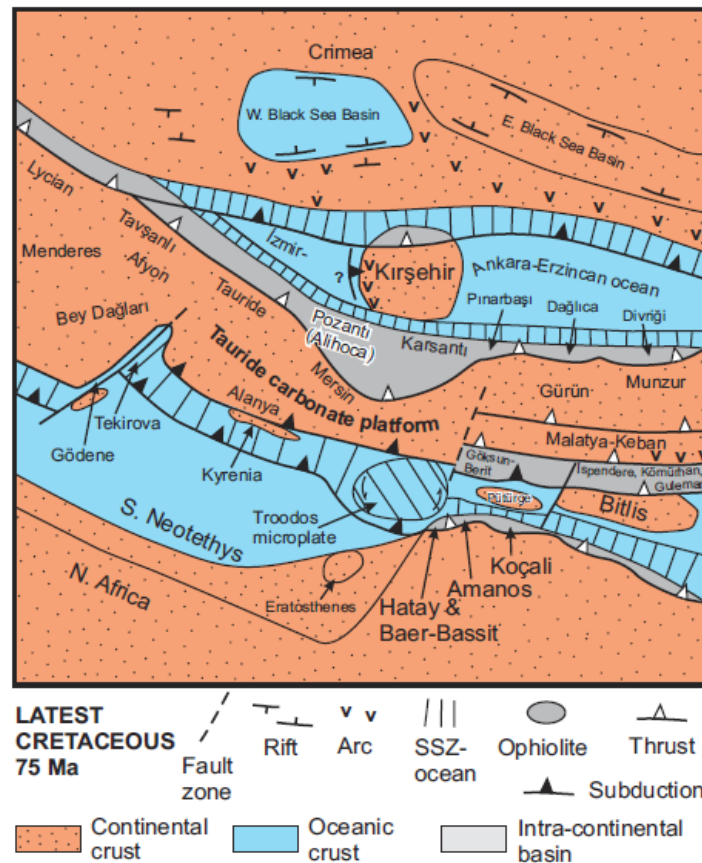 Crimea
W. Black Sea Basin
E. Black Sea Basin
Lycian
Tavşanlı
İzmir-
?
Kırşehir
Ankara-Erzincan ocean
Menderes
Afyon
Pınarbaşı
Dağlıca
Divriği
Bey Dağları
Tauride
Pozantı
(Alihoca)
Karsantı
Mersin
Tauride carbonate platform
Gürün
Munzur
Alanya
Malatya-Keban
Tekirova
Gödene
Kyrenia
Göksun-
Berit
İspendere, Kömürhan,
Guleman
Pütürge
Bitlis
S. Neotethys
Troodos
microplate
Koçali
N. Africa
Eratosthenes
Amanos
Hatay &
Baer-Bassit
LATEST
CRETACEOUS
75 Ma
Fault
zone
Rift
Arc
SSZ-
ocean
Ophiolite
Thrust
Subduction
Continental
crust
Oceanic
crust
Intra-continental
basin